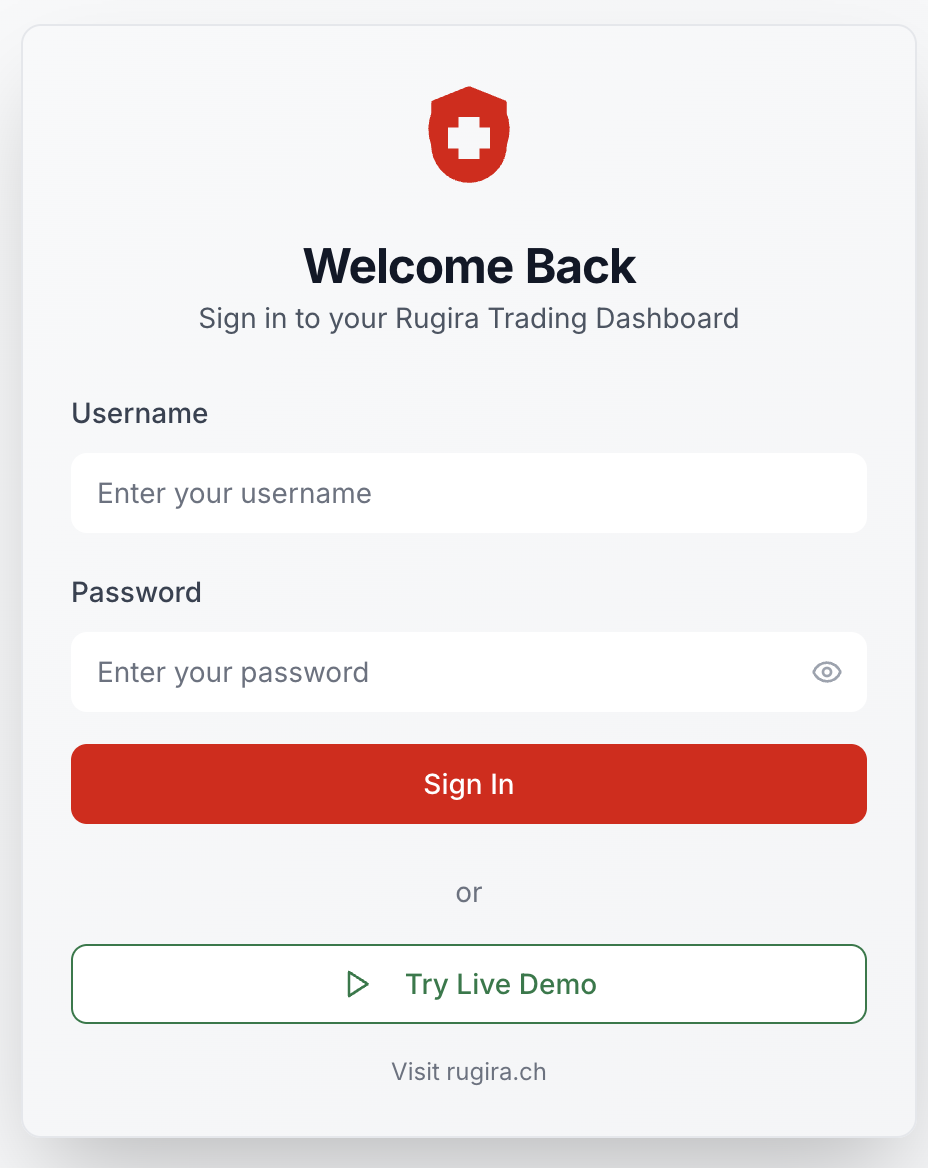 Welcome Back
Sign in to your Rugira Trading Dashboard
Username
Enter your username
Password
Enter your password
Sign In
or
Try Live Demo
Visit rugira.ch